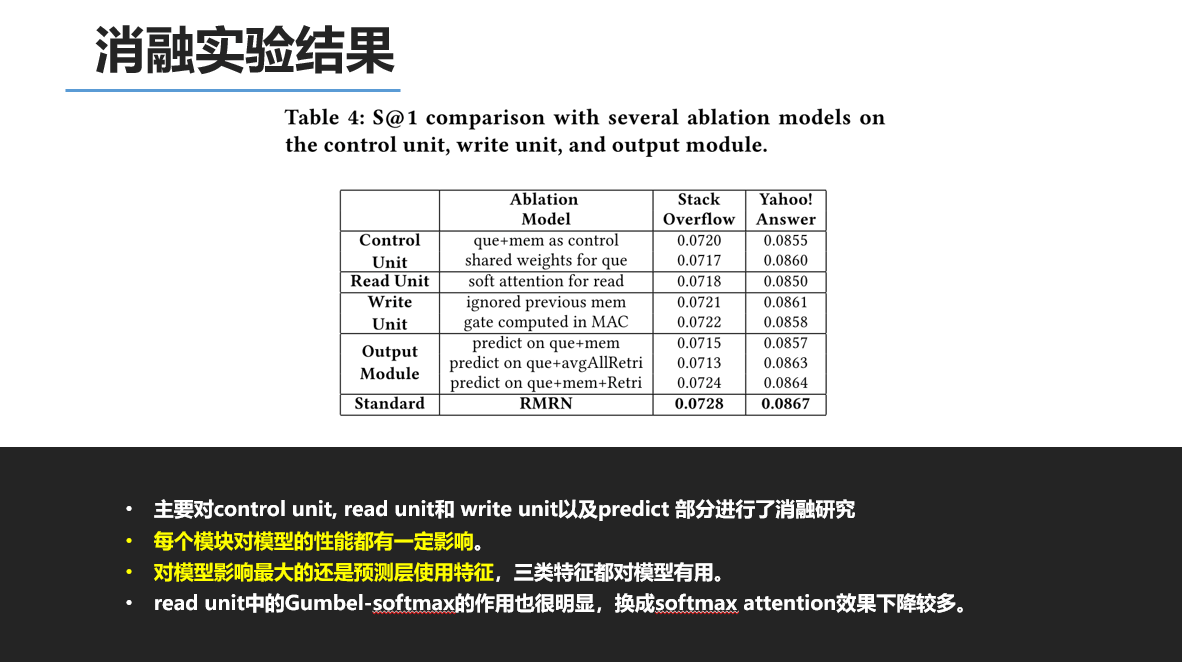 消融实验结果
Table 4: S@1 comparison with several ablation models on
the control unit, write unit, and output module.
Ablation Model Stack Overflow Yahoo! Answer
Control Unit que+mem as control 0.0720 0.0855
shared weights for que 0.0717 0.0860
Read Unit soft attention for read 0.0718 0.0850
Write Unit ignored previous mem 0.0721 0.0861
gate computed in MAC 0.0722 0.0858
Output Module predict on que+mem 0.0715 0.0857
predict on que+avgAllRetri 0.0713 0.0863
predict on que+mem+Retri 0.0724 0.0864
Standard RMRN 0.0728 0.0867
• 主要对control unit, read unit和 write unit以及predict 部分进行了消融研究
• 每个模块对模型的性能都有一定影响。
• 对模型影响最大的还是预测层使用特征，三类特征都对模型有用。
• read unit中的Gumbel-softmax的作用也很明显，换成softmax attention效果下降较多。